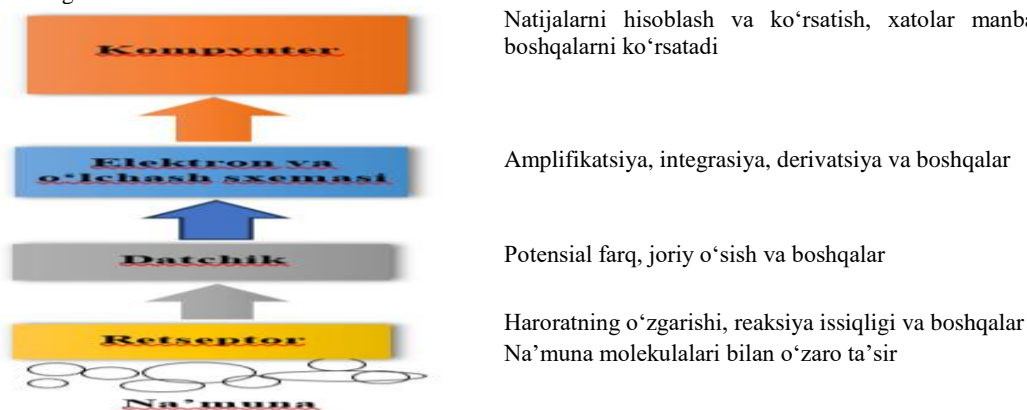 Kompyuter
Natijalarni hisoblash va ko‘rsatish, xatolar
boshqalarni ko‘rsatadi
Elektron va
o‘lchash sxemasi
Amplifikatsiya, integrasiya, derivatsiya va boshqalar
Datchik
Potensial farq, joriy o‘sish va boshqalar
Retseptor
Haroratning o‘zgarishi, reaksiya issiqligi va boshqalar
Na’muna molekulalari bilan o‘zaro ta’sir
Na’muna